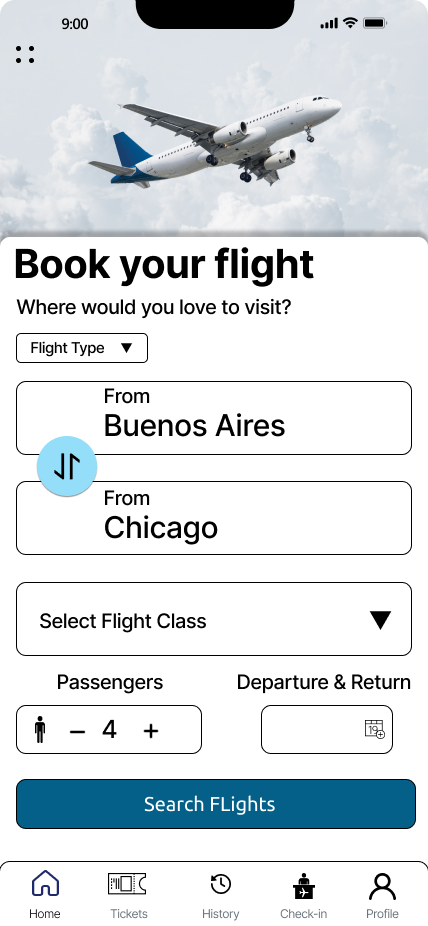 9:00
Book your flight
Where would you love to visit?
Flight Type
From
Buenos Aires
From
Chicago
Select Flight Class
Passengers Departure & Return
– 4 + 19
Search FLights
Home Tickets History Check-in Profile